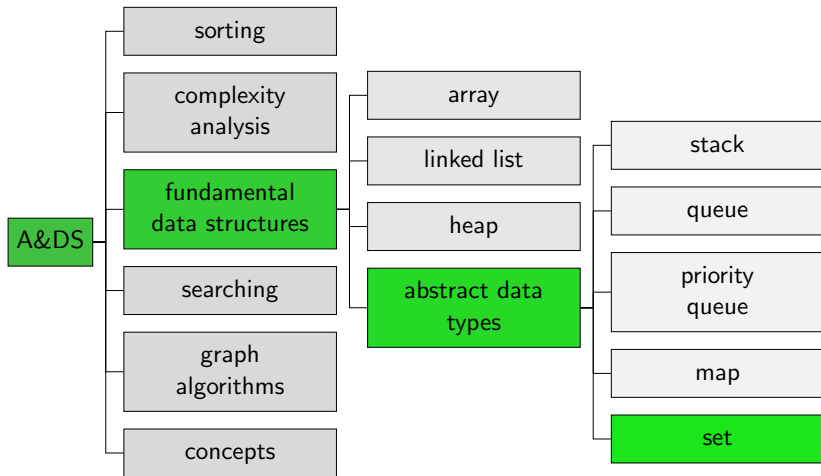 A&DS
sorting
complexity
analysis
fundamental
data structures
searching
graph
algorithms
concepts
array
linked list
heap
abstract data
types
stack
queue
priority
queue
map
set